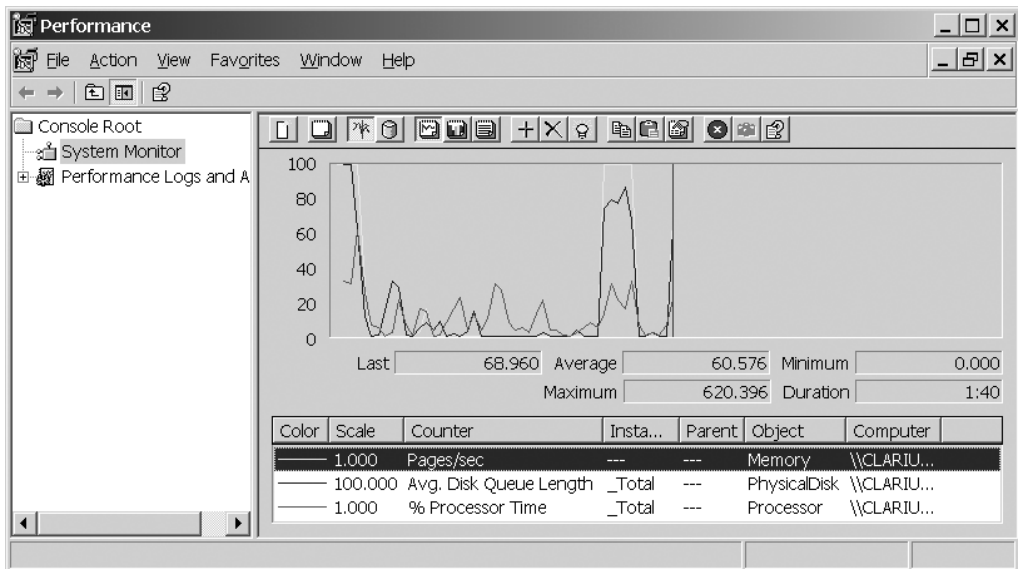 Performance
File Action View Favorites Window Help
Console Root
System Monitor
Performance Logs and A
100
80
60
40
20
0
Last 68.960 Average 60.576 Minimum 0.000
Maximum 620.396 Duration 1:40
Color Scale Counter Insta... Parent Object Computer
1.000 Pages/sec --- --- Memory \\CLARIU...
100.000 Avg. Disk Queue Length _Total --- PhysicalDisk \\CLARIU...
1.000 % Processor Time _Total --- Processor \\CLARIU...